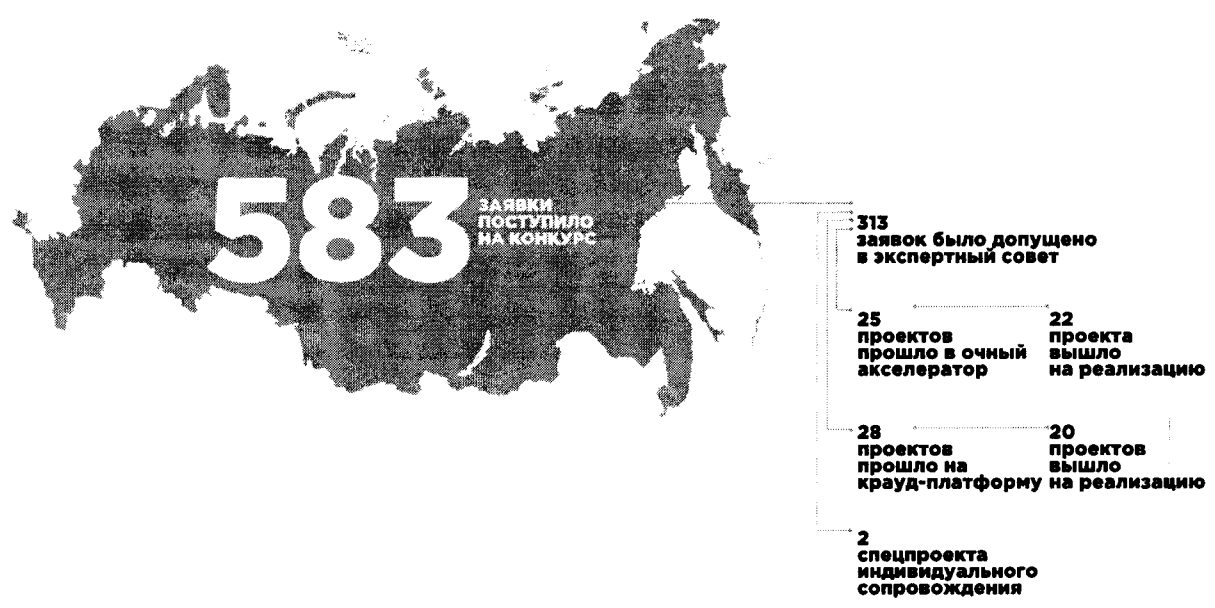 583
ЗАЯВКИ
ПОСТУПИЛО
НА КОНКУРС
313
заявок было допущено
в экспертный совет
25
проектов
прошло в очный
акселератор
22
проекта
вышло
на реализацию
28
проектов
прошло на
крауд-платформу
20
проектов
вышло
на реализацию
2
спецпроекта
индивидуального
сопровождения